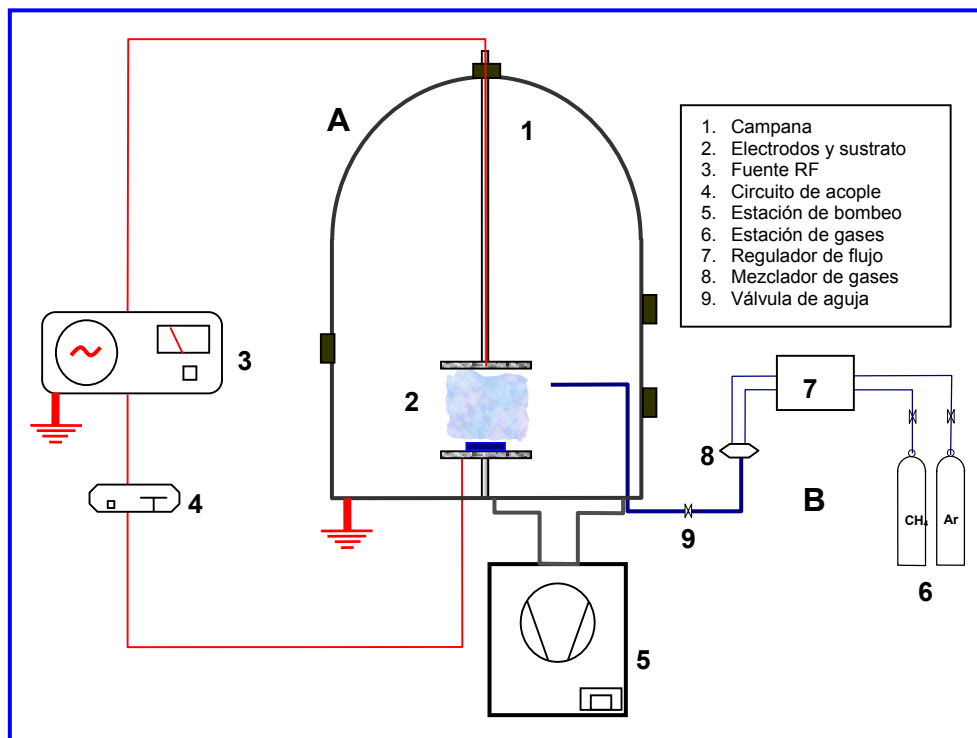 A
1
1. Campana
2. Electrodos y sustrato
3. Fuente RF
4. Circuito de acople
5. Estación de bombeo
6. Estación de gases
7. Regulador de flujo
8. Mezclador de gases
9. Válvula de aguja
3
2
7
8
4
B
9
CH₄
Ar
6
5